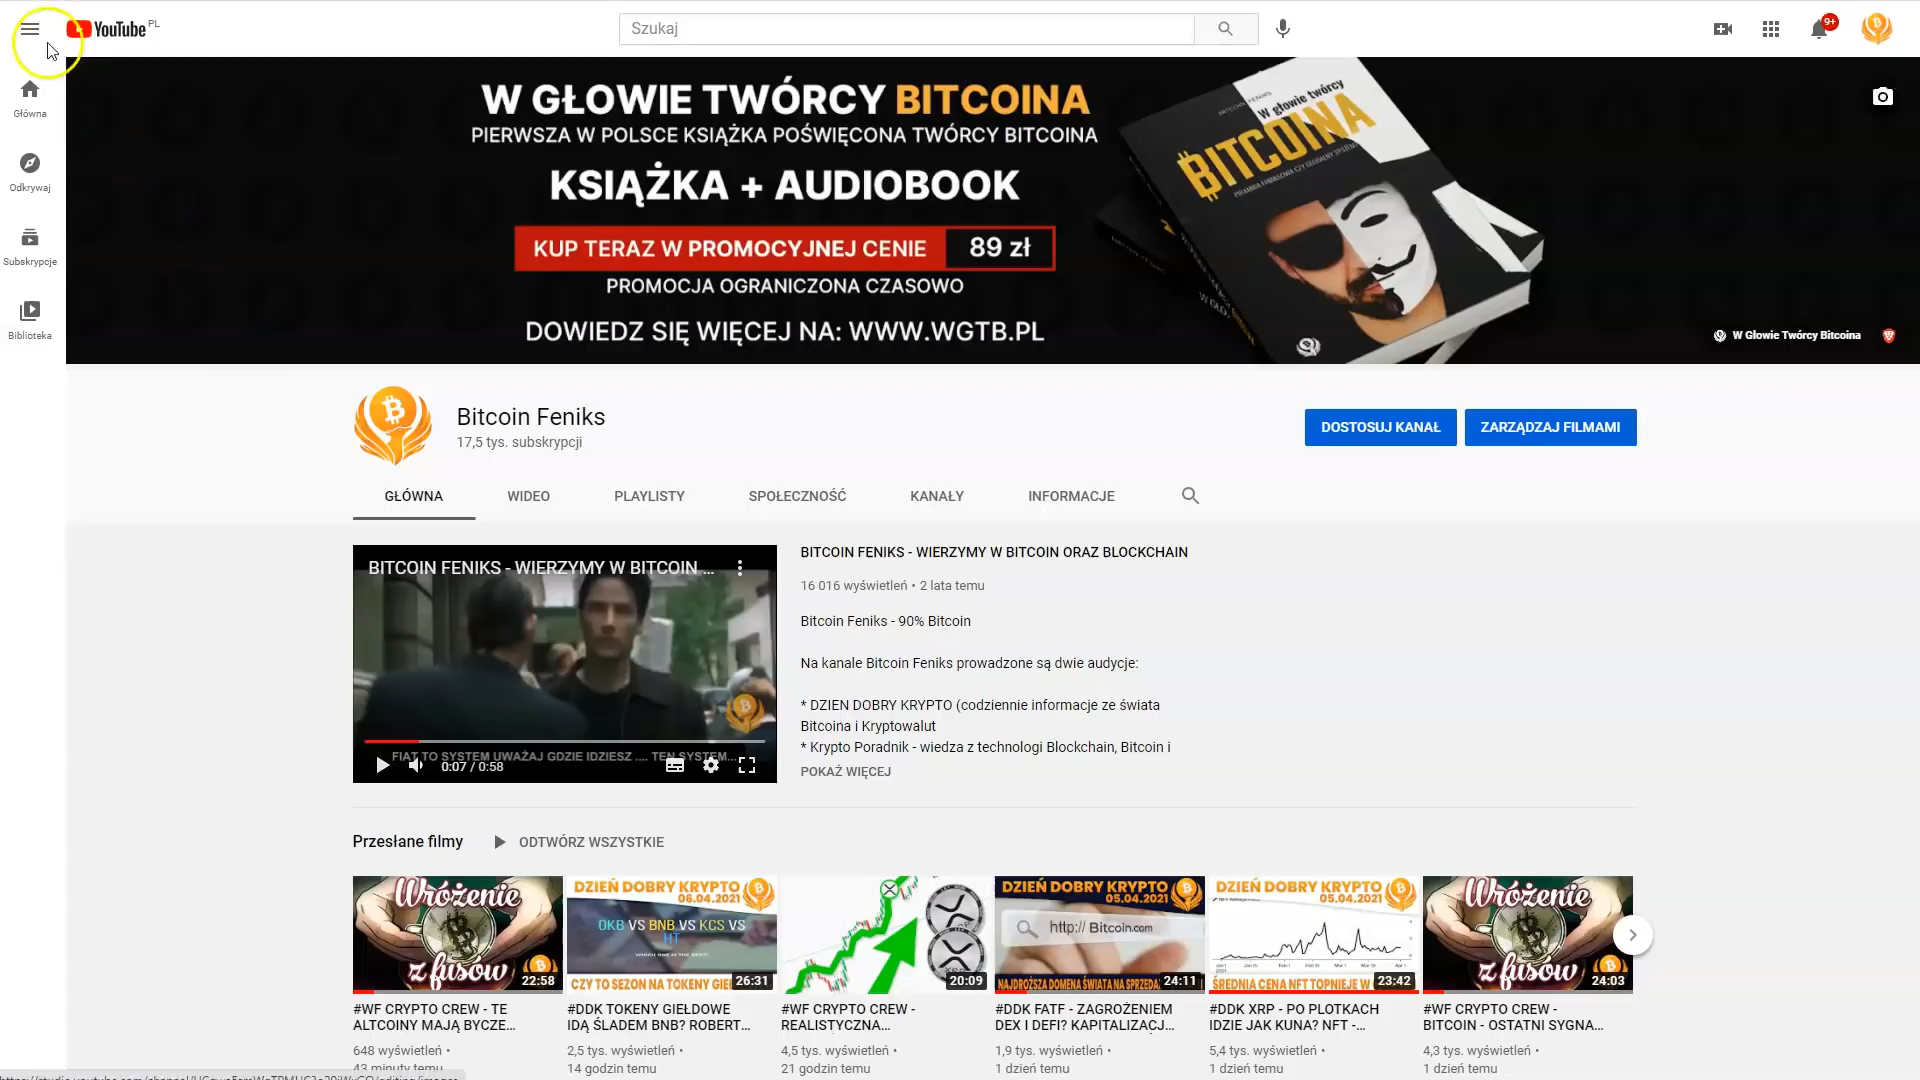 YouTube PL
Szukaj
9+
Główna
Odkrywaj
Subskrypcje
Biblioteka
W GŁOWIE TWÓRCY BITCOINA
PIERWSZA W POLSCE KSIĄŻKA POŚWIĘCONA TWÓRCY BITCOINA
KSIĄŻKA + AUDIOBOOK
KUP TERAZ W PROMOCYJNEJ CENIE 89 zł
PROMOCJA OGRANICZONA CZASOWO
DOWIEDZ SIĘ WIĘCEJ NA: WWW.WGTB.PL
W głowie twórcy
BITCOINA
W Głowie Twórcy Bitcoina
Bitcoin Feniks
17,5 tys. subskrypcji
DOSTOSUJ KANAŁ
ZARZĄDZAJ FILMAMI
GŁÓWNA WIDEO PLAYLISTY SPOŁECZNOŚĆ KANAŁY INFORMACJE
BITCOIN FENIKS - WIERZYMY W BITCOIN ...
FIAT TO SYSTEM UWAŻAJ GDZIE IDZIESZ .... TEN SYSTEM...
0:07 / 0:58
BITCOIN FENIKS - WIERZYMY W BITCOIN ORAZ BLOCKCHAIN
16 016 wyświetleń • 2 lata temu
Bitcoin Feniks - 90% Bitcoin
Na kanale Bitcoin Feniks prowadzone są dwie audycje:
* DZIEN DOBRY KRYPTO (codziennie informacje ze świata
Bitcoina i Kryptowalut
* Krypto Poradnik - wiedza z technologi Blockchain, Bitcoin i
POKAŻ WIĘCEJ
Przesłane filmy
ODTWÓRZ WSZYSTKIE
Wróżenie
z fusów
22:58
#WF CRYPTO CREW - TE
ALTCOINY MAJĄ BYCZE...
648 wyświetleń •
43 minuty temu
DZIEŃ DOBRY KRYPTO
06.04.2021
OKB VS BNB VS KCS VS
HT
WHICH ONE IS THE BEST?
CZY TO SEZON NA TOKENY
26:31
#DDK TOKENY GIEŁDOWE
IDĄ ŚLADEM BNB? ROBERT...
2,5 tys. wyświetleń •
14 godzin temu
20:09
#WF CRYPTO CREW -
REALISTYCZNA...
4,5 tys. wyświetleń •
21 godzin temu
DZIEŃ DOBRY KRYPTO
05.04.2021
http:// Bitcoin.com
NAJDROŻSZA DOMENA ŚWIATA NA
24:11
#DDK FATF - ZAGROŻENIEM
DEX I DEFI? KAPITALIZACJ...
1,9 tys. wyświetleń •
1 dzień temu
DZIEŃ DOBRY KRYPTO
05.04.2021
ŚREDNIA CENA NFT TOPNIEJE W
23:42
#DDK XRP - PO PLOTKACH
IDZIE JAK KUNA? NFT -...
5,4 tys. wyświetleń •
1 dzień temu
Wróżenie
z fusów
24:03
#WF CRYPTO CREW -
BITCOIN - OSTATNI SYGNA...
4,3 tys. wyświetleń •
1 dzień temu